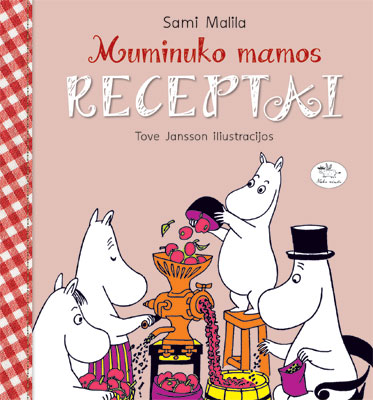 Sami Malila
Muminuko mamos
RECEPTAI
Tove Jansson iliustracijos